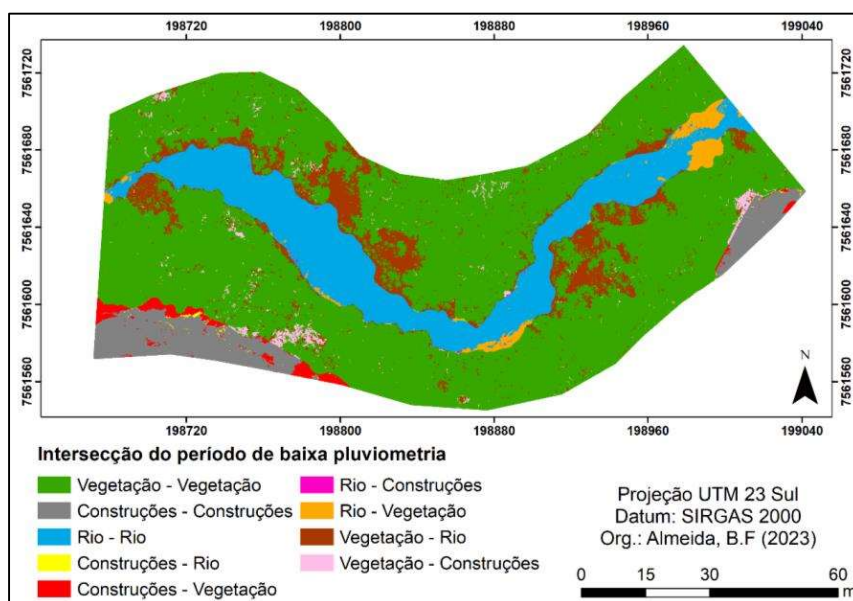 198720 198800 198880 198960 199040
7561720 7561720
7561680 7561680
7561640 7561640
7561600 7561600
7561560 7561560
N
198720 198800 198880 198960 199040
Intersecção do período de baixa pluviometria
Vegetação - Vegetação
Construções - Construções
Rio - Rio
Construções - Rio
Construções - Vegetação
Rio - Construções
Rio - Vegetação
Vegetação - Rio
Vegetação - Construções
Projeção UTM 23 Sul
Datum: SIRGAS 2000
Org.: Almeida, B.F (2023)
0 15 30 60
m